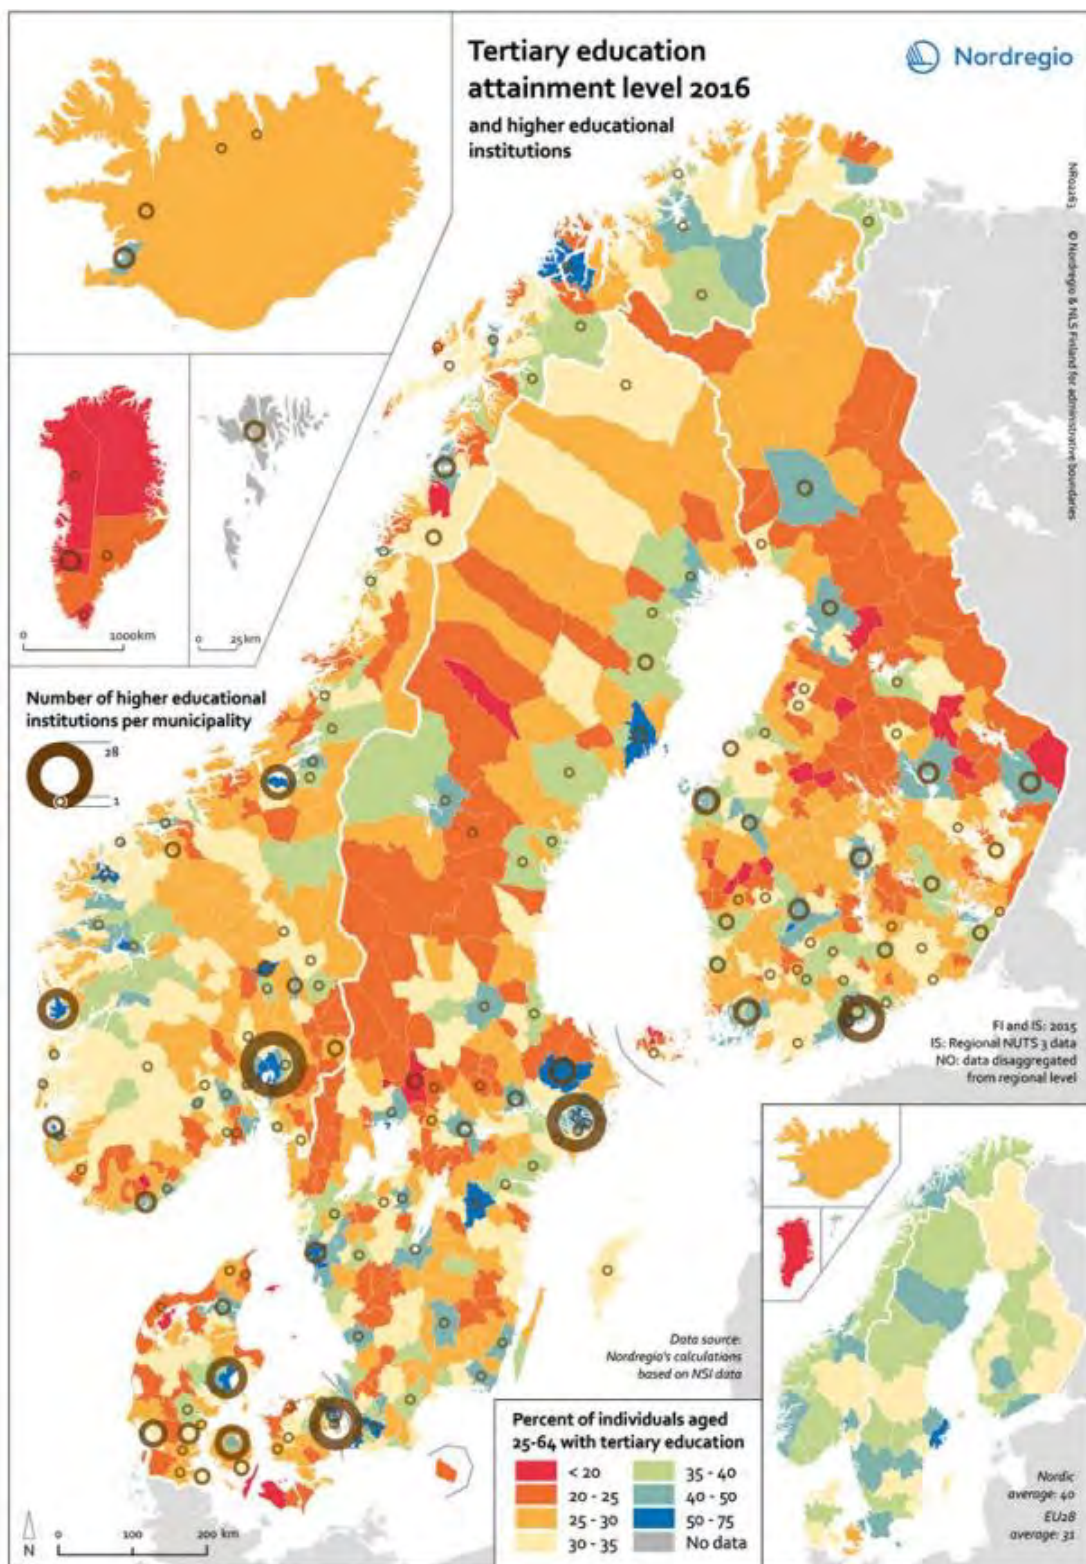 Tertiary education
attainment level 2016
and higher educational
institutions
Nordregio
NR02263 © Nordregio & NLS Finland for administrative boundaries
0 1000km
0 25km
Number of higher educational
institutions per municipality
28
1
FI and IS: 2015
IS: Regional NUTS 3 data
NO: data disaggregated
from regional level
Data source:
Nordregio's calculations
based on NSI data
Percent of individuals aged
25-64 with tertiary education
< 20
20 - 25
25 - 30
30 - 35
35 - 40
40 - 50
50 - 75
No data
Nordic
average: 40
EU28
average: 31
N
0 100 200 km